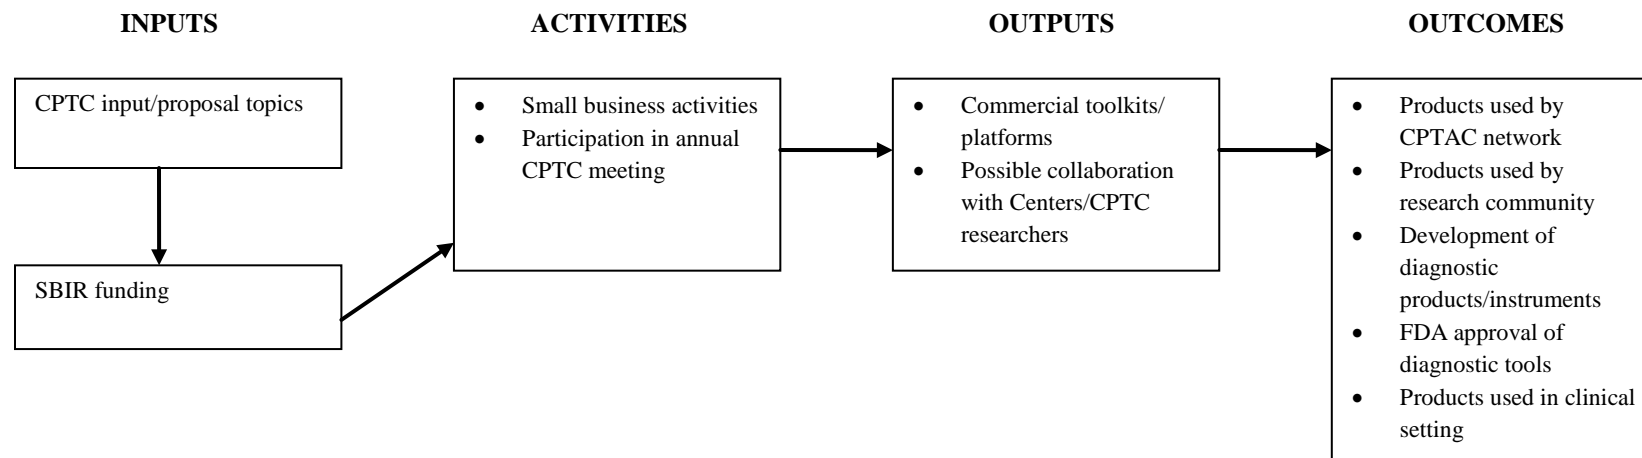 INPUTS
ACTIVITIES
OUTPUTS
OUTCOMES
CPTC input/proposal topics
SBIR funding
• Small business activities
• Participation in annual
CPTC meeting
• Commercial toolkits/
platforms
• Possible collaboration
with Centers/CPTC
researchers
• Products used by
CPTAC network
• Products used by
research community
• Development of
diagnostic
products/instruments
• FDA approval of
diagnostic tools
• Products used in clinical
setting